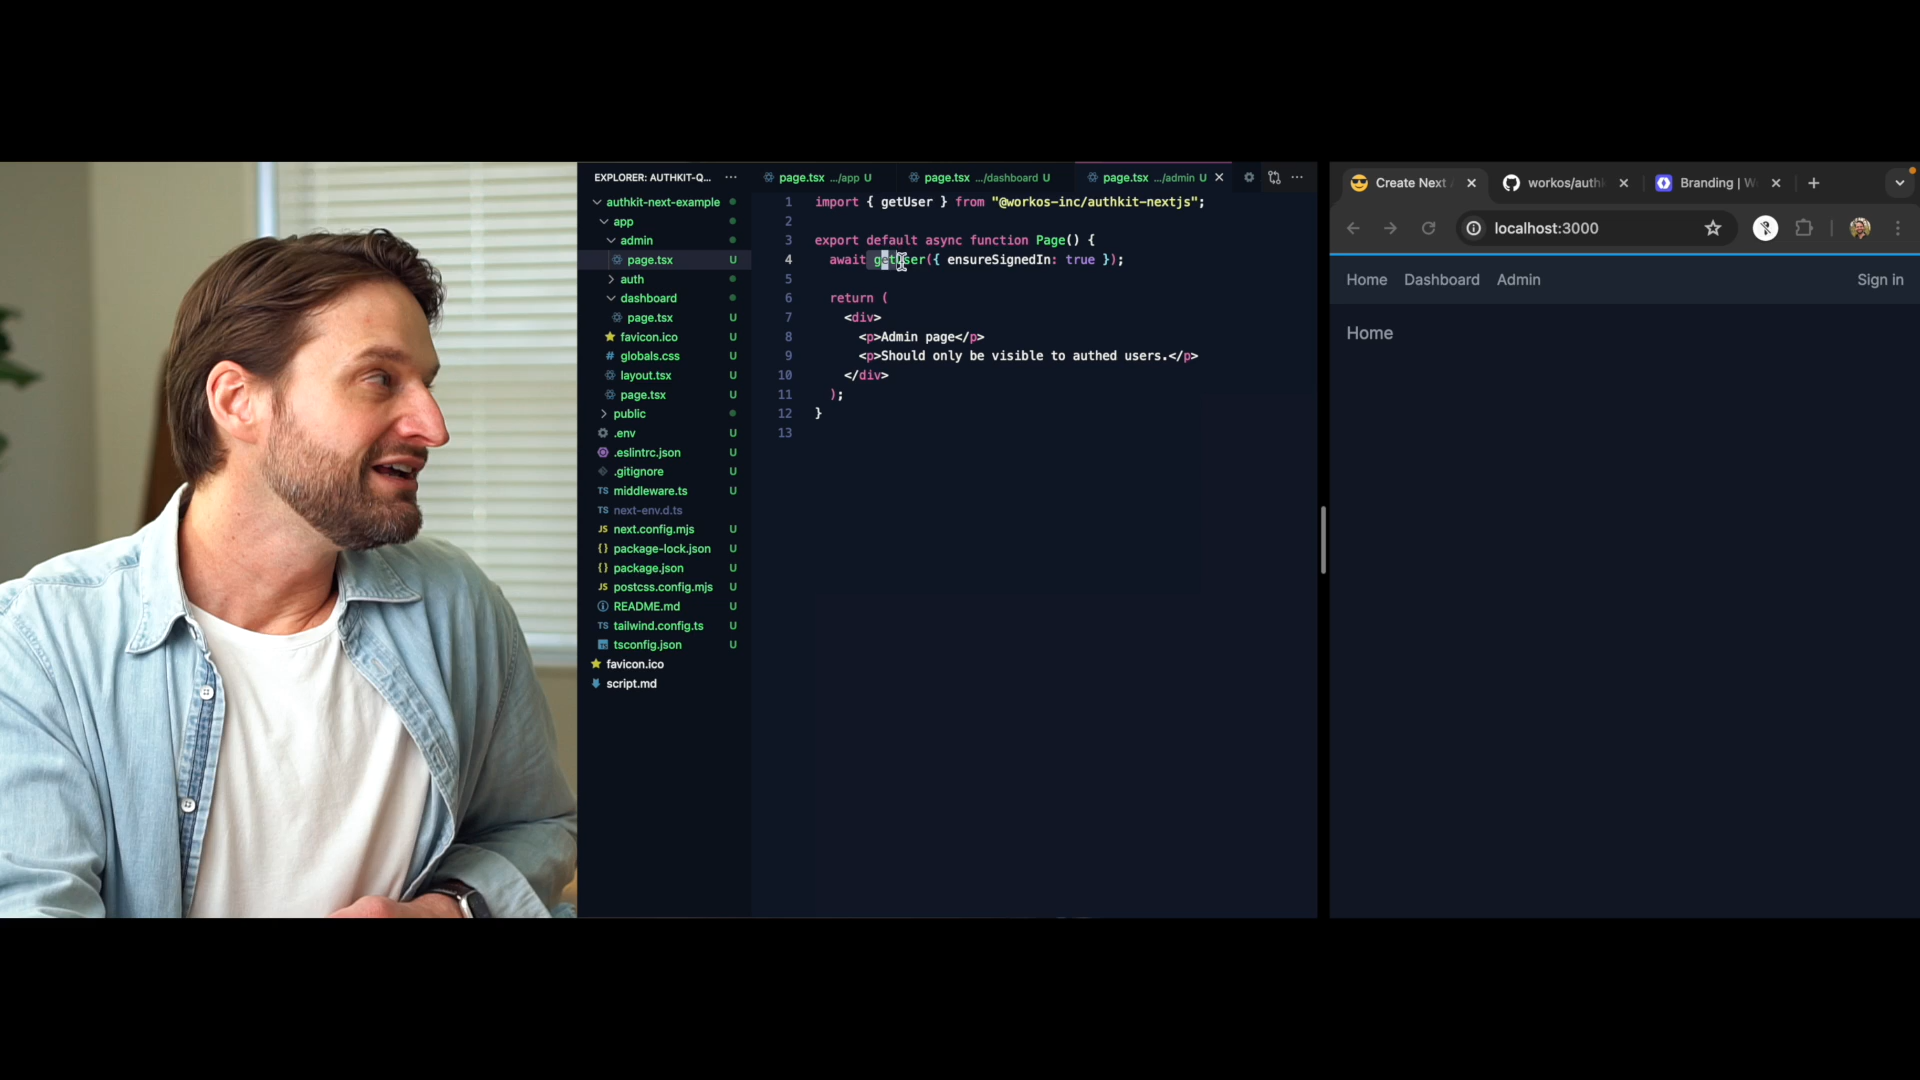 EXPLORER: AUTHKIT-Q... ...
authkit-next-example
app
admin
page.tsx U
auth
dashboard
page.tsx U
favicon.ico U
globals.css U
layout.tsx U
page.tsx U
public
.env U
.eslintrc.json U
.gitignore U
middleware.ts U
next-env.d.ts
next.config.mjs U
package-lock.json U
package.json U
postcss.config.mjs U
README.md U
tailwind.config.ts U
tsconfig.json U
favicon.ico
script.md
page.tsx .../app U
page.tsx .../dashboard U
page.tsx .../admin U
1 import { getUser } from "@workos-inc/authkit-nextjs";
2
3 export default async function Page() {
4 await getUser({ ensureSignedIn: true });
5
6 return (
7 <div>
8 <p>Admin page</p>
9 <p>Should only be visible to authed users.</p>
10 </div>
11 );
12 }
13
Create Next
workos/auth
Branding | W
localhost:3000
Home Dashboard Admin Sign in
Home